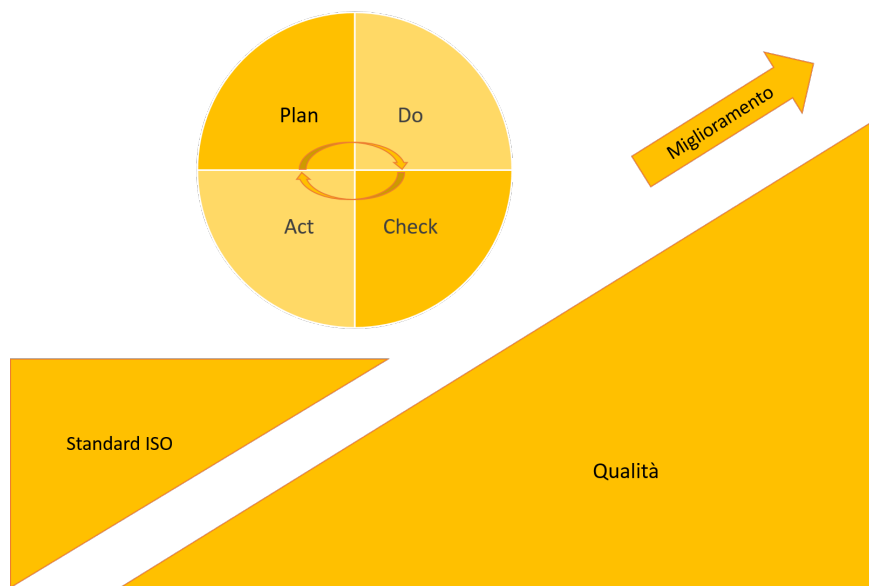 Plan
Do
Miglioramento
Act
Check
Standard ISO
Qualità